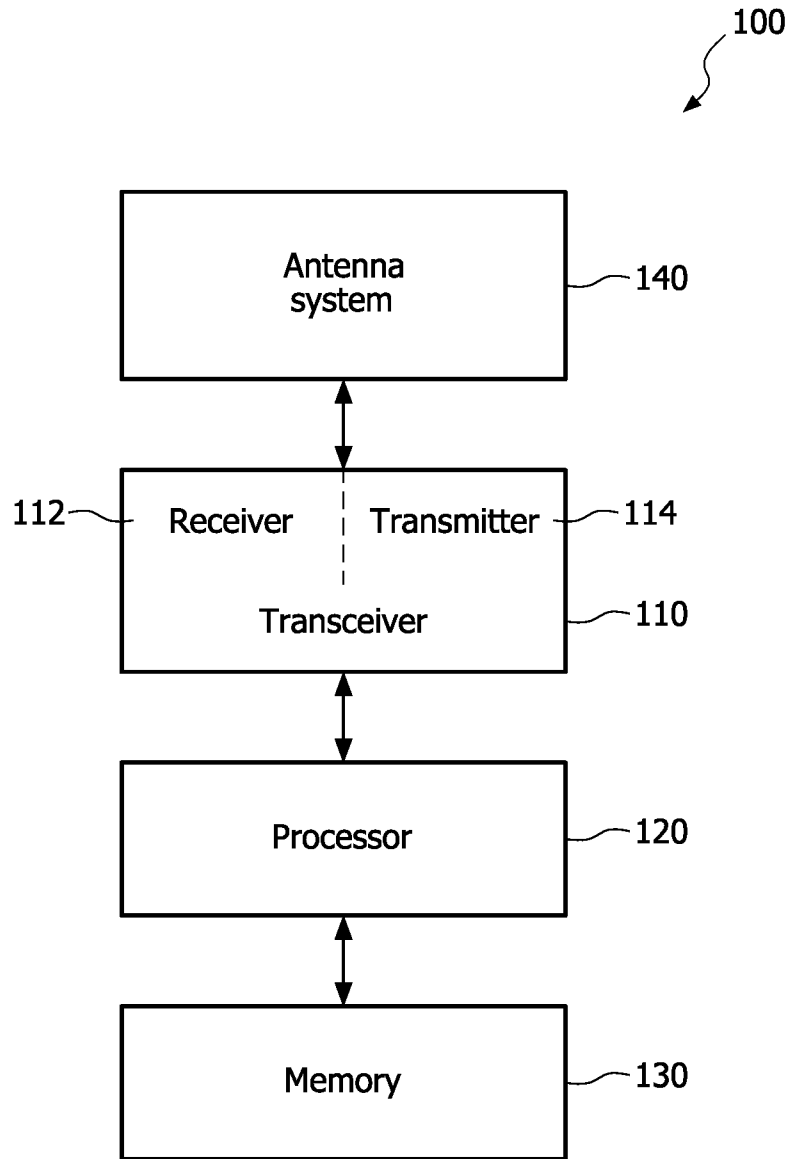 100
Antenna
system
140
112
Receiver
Transmitter
114
Transceiver
110
Processor
120
Memory
130